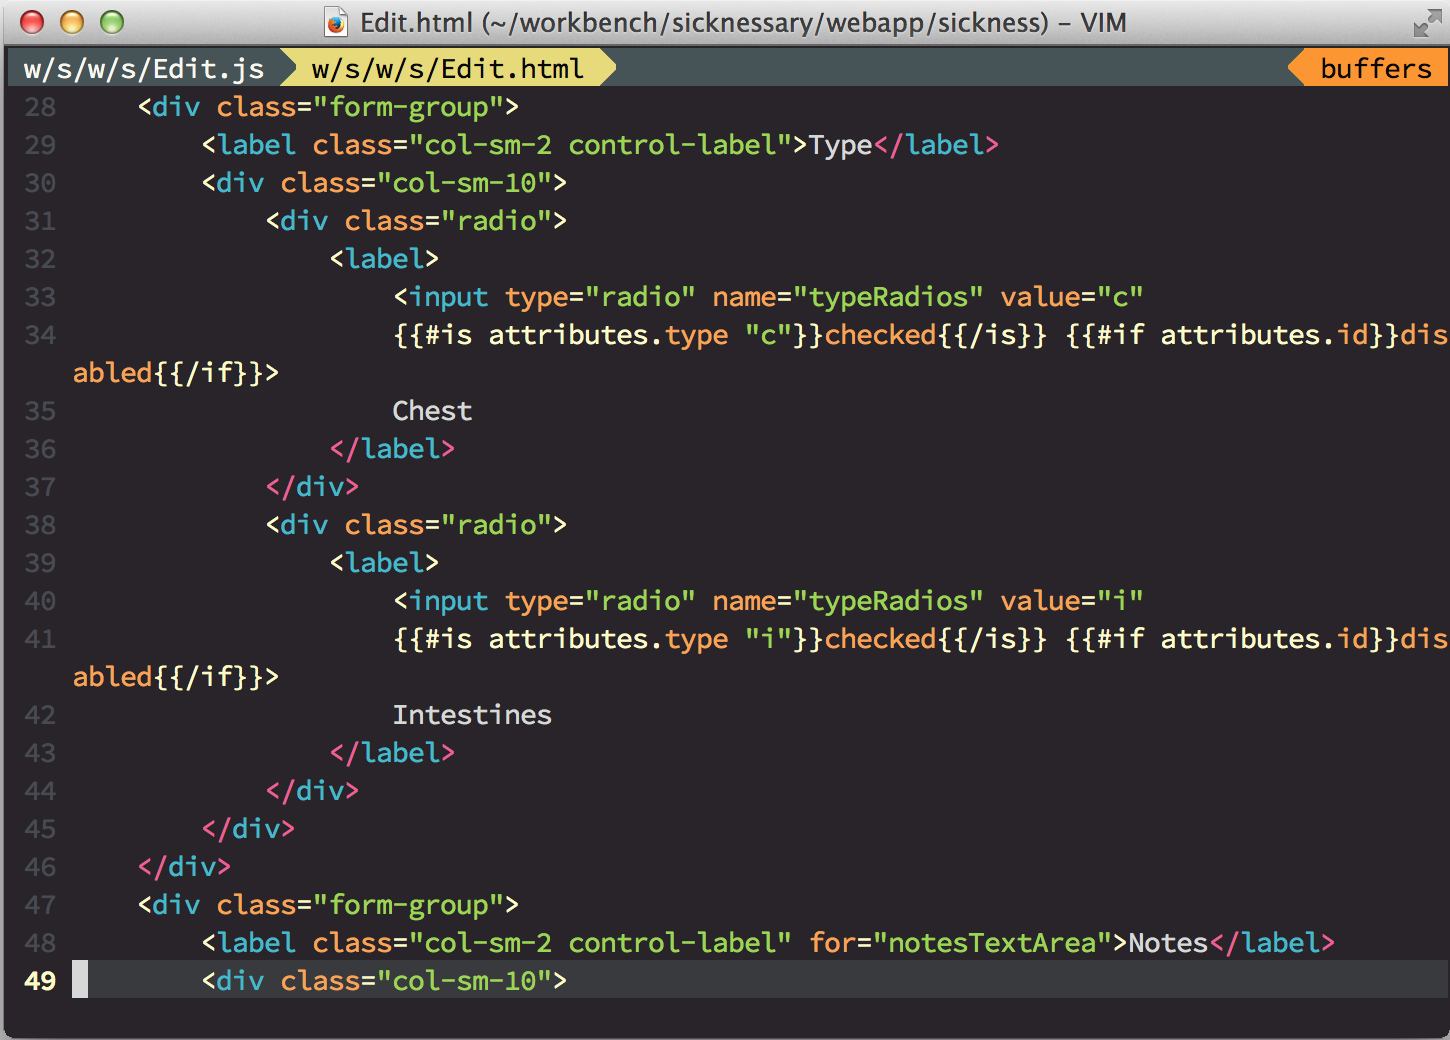 Edit.html (~/workbench/sicknessary/webapp/sickness) – VIM
w/s/w/s/Edit.js w/s/w/s/Edit.html buffers
28     <div class="form-group">
29         <label class="col-sm-2 control-label">Type</label>
30         <div class="col-sm-10">
31             <div class="radio">
32                 <label>
33                     <input type="radio" name="typeRadios" value="c"
34                     {{#is attributes.type "c"}}checked{{/is}} {{#if attributes.id}}dis
abled{{/if}}>
35                     Chest
36                 </label>
37             </div>
38             <div class="radio">
39                 <label>
40                     <input type="radio" name="typeRadios" value="i"
41                     {{#is attributes.type "i"}}checked{{/is}} {{#if attributes.id}}dis
abled{{/if}}>
42                     Intestines
43                 </label>
44             </div>
45         </div>
46     </div>
47     <div class="form-group">
48         <label class="col-sm-2 control-label" for="notesTextArea">Notes</label>
49         <div class="col-sm-10">